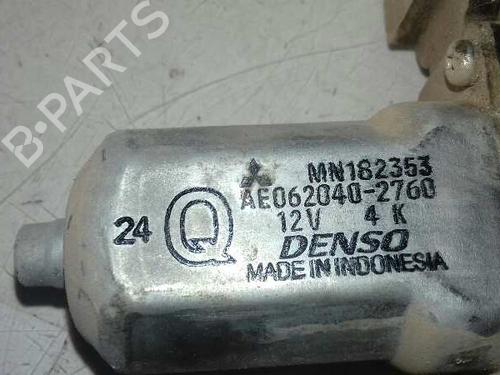 B-PARTS
MN182353
AE062040-2760
12V 4 K
24 Q
DENSO
MADE IN INDONESIA